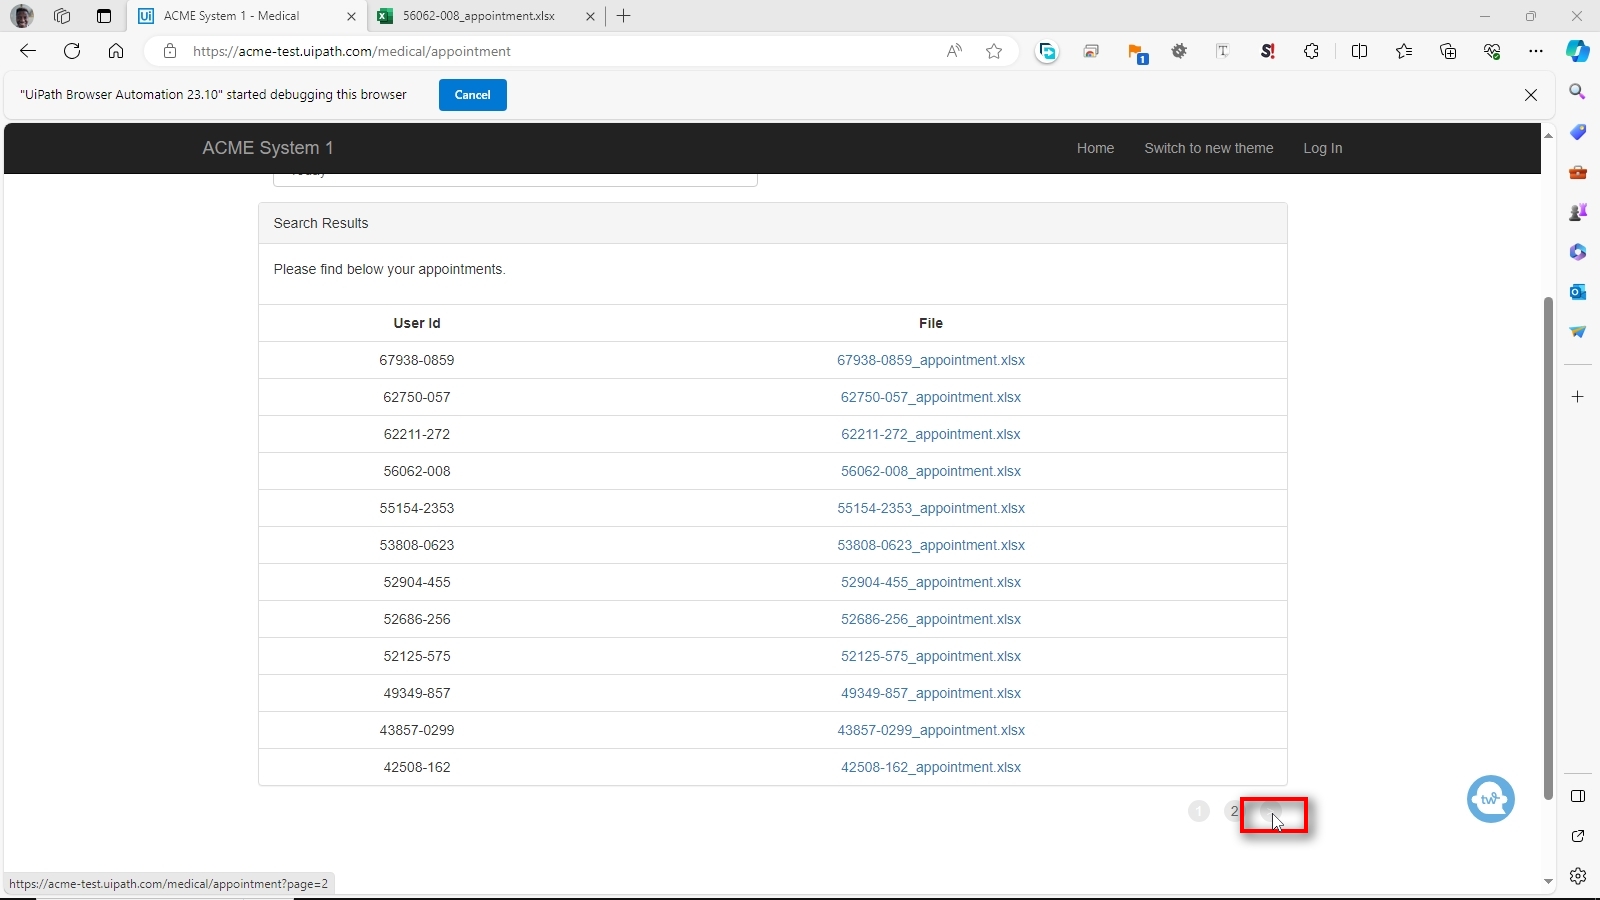 ACME System 1 - Medical
56062-008_appointment.xlsx
https://acme-test.uipath.com/medical/appointment
1
"UiPath Browser Automation 23.10" started debugging this browser
Cancel
ACME System 1
Home
Switch to new theme
Log In
Search Results
Please find below your appointments.
User Id File
67938-0859 67938-0859_appointment.xlsx
62750-057 62750-057_appointment.xlsx
62211-272 62211-272_appointment.xlsx
56062-008 56062-008_appointment.xlsx
55154-2353 55154-2353_appointment.xlsx
53808-0623 53808-0623_appointment.xlsx
52904-455 52904-455_appointment.xlsx
52686-256 52686-256_appointment.xlsx
52125-575 52125-575_appointment.xlsx
49349-857 49349-857_appointment.xlsx
43857-0299 43857-0299_appointment.xlsx
42508-162 42508-162_appointment.xlsx
1 2
tw
https://acme-test.uipath.com/medical/appointment?page=2